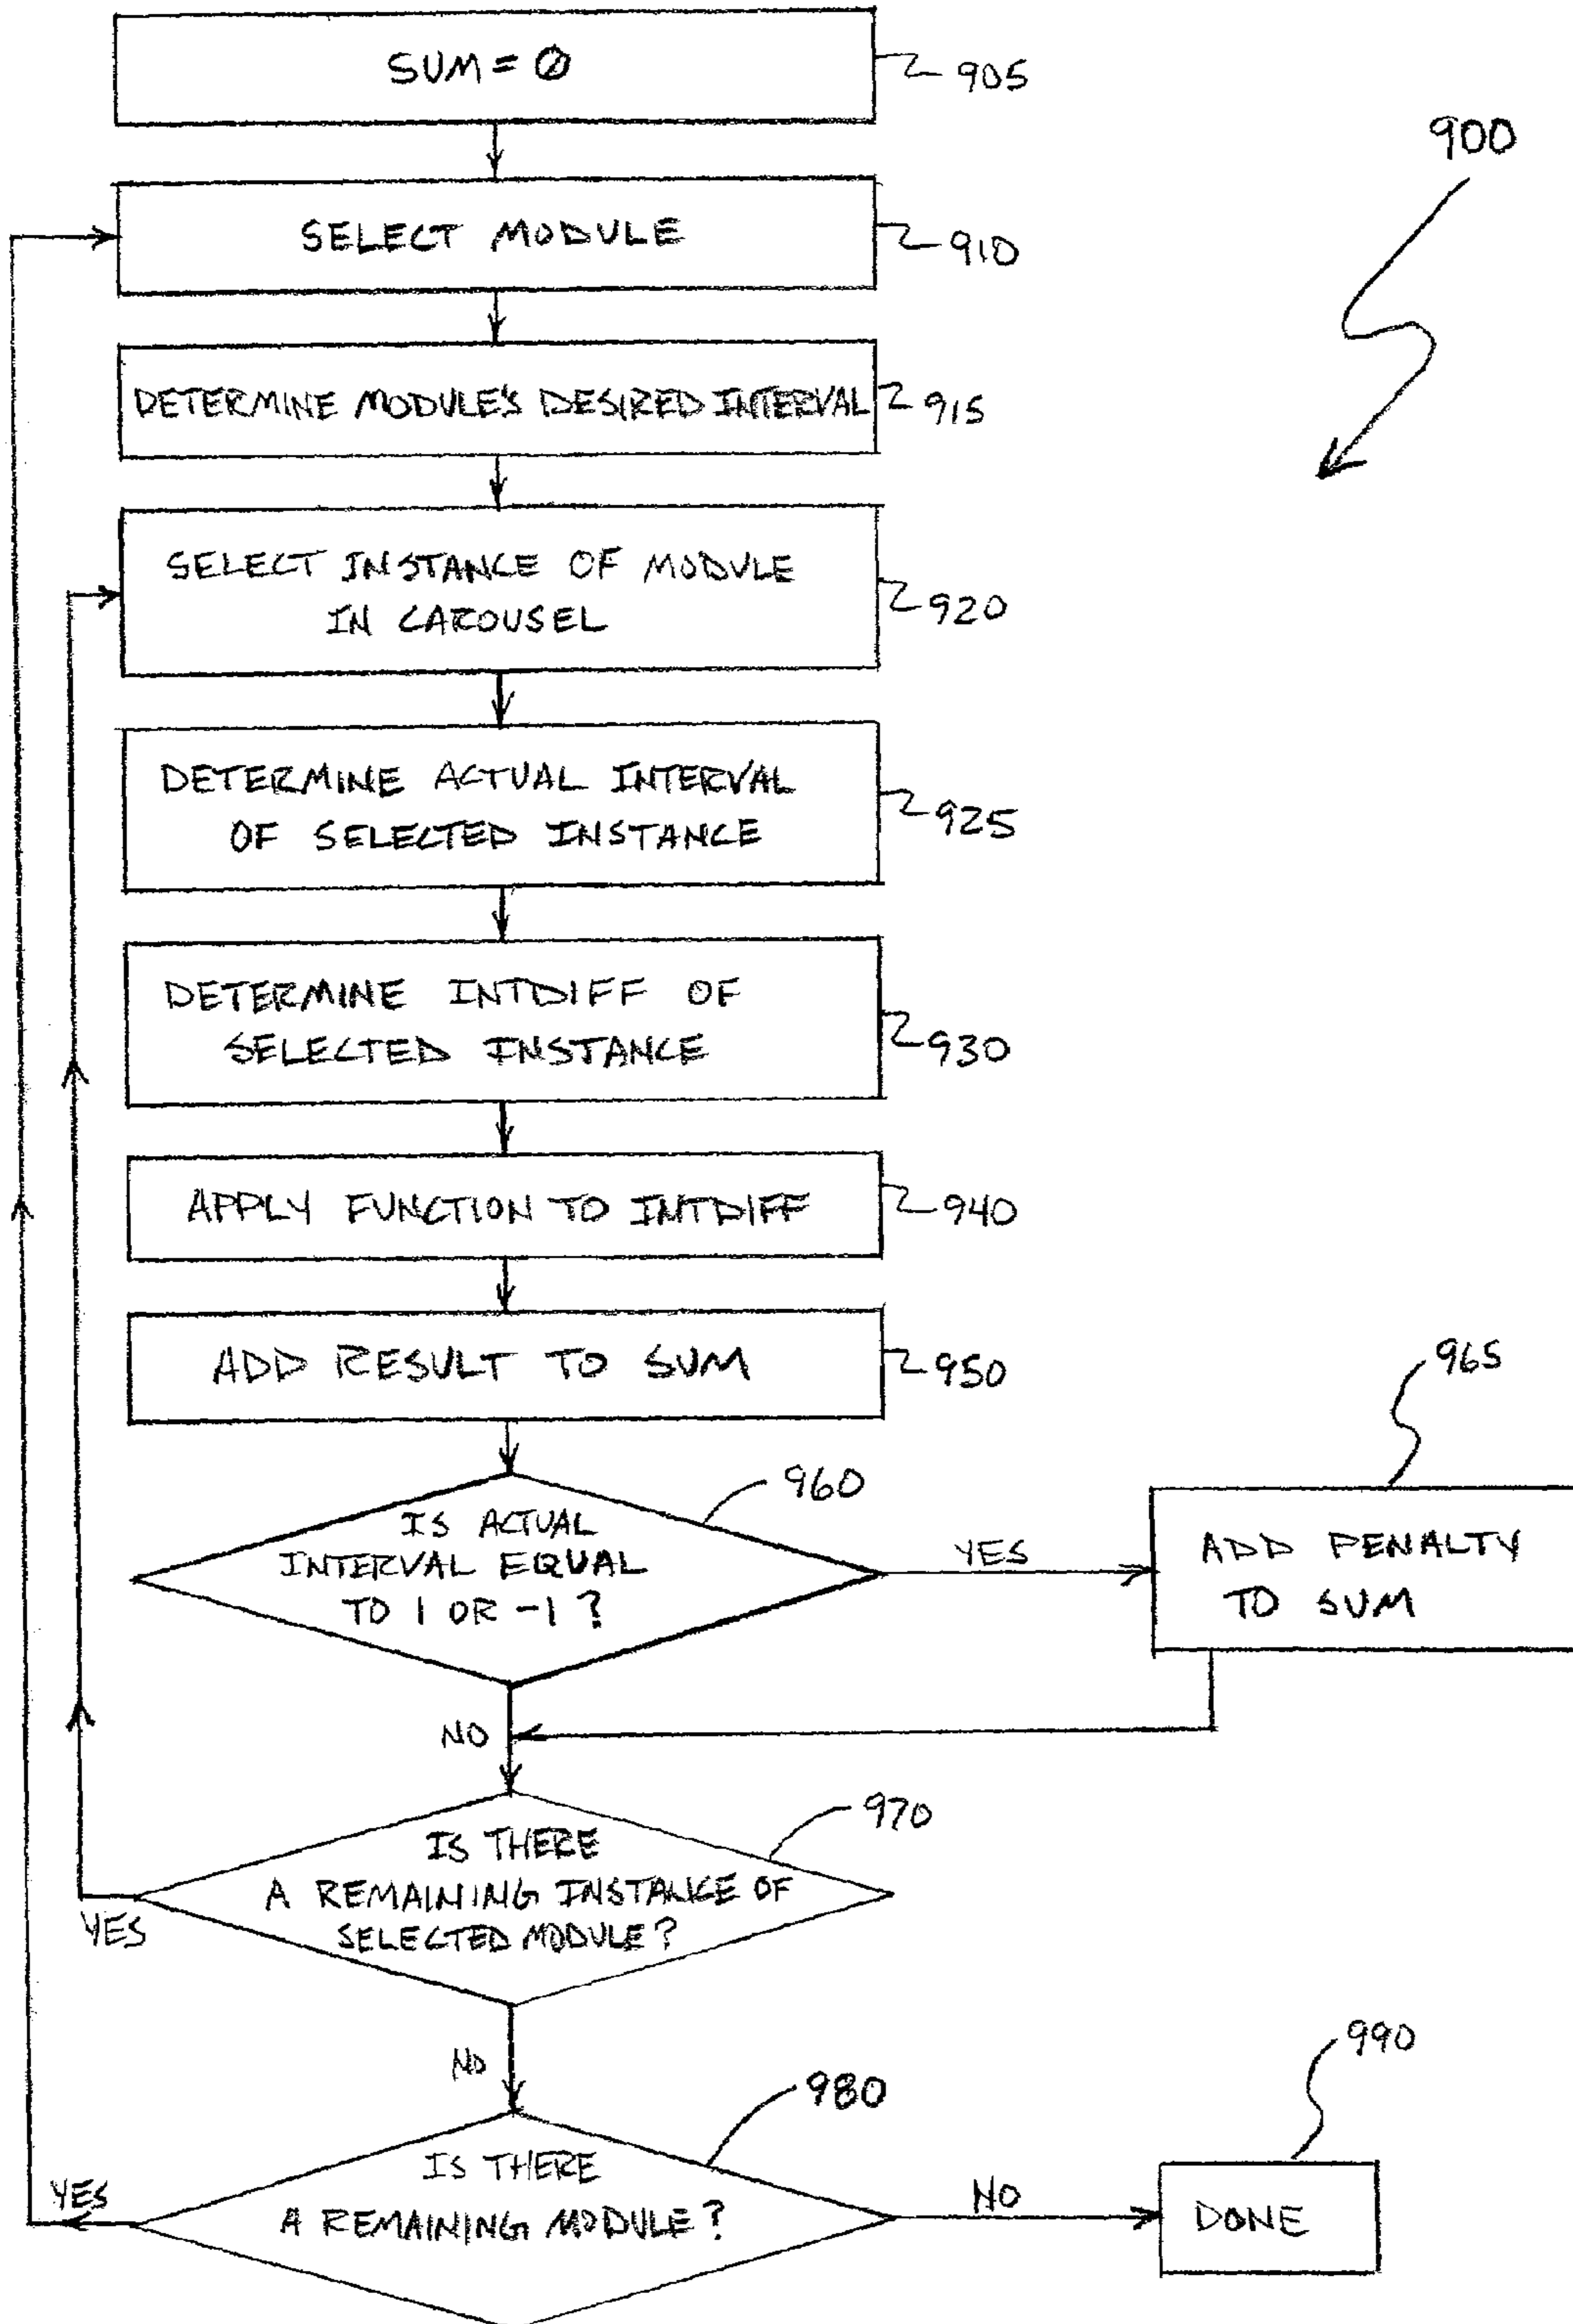 SUM = 0
905
900
SELECT MODULE
910
DETERMINE MODULE'S DESIRED INTERVAL
915
SELECT INSTANCE OF MODULE
IN CAROUSEL
920
DETERMINE ACTUAL INTERVAL
OF SELECTED INSTANCE
925
DETERMINE INTDIFF OF
SELECTED INSTANCE
930
APPLY FUNCTION TO INTDIFF
940
ADD RESULT TO SUM
950
965
960
IS ACTUAL
INTERVAL EQUAL
TO 1 OR -1 ?
YES
ADD PENALTY
TO SUM
NO
970
IS THERE
A REMAINING INSTANCE OF
SELECTED MODULE?
YES
NO
990
980
IS THERE
A REMAINING MODULE?
YES
NO
DONE